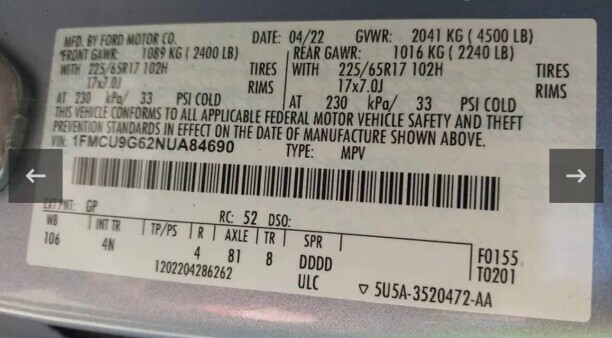 MFD. BY FORD MOTOR CO. DATE: 04/22 GVWR: 2041 KG ( 4500 LB)
FRONT GAWR: 1089 KG ( 2400 LB) REAR GAWR: 1016 KG ( 2240 LB)
WITH 225/65R17 102H TIRES WITH 225/65R17 102H TIRES
17x7.0J RIMS 17x7.0J RIMS
AT 230 kPa/ 33 PSI COLD AT 230 kPa/ 33 PSI COLD
THIS VEHICLE CONFORMS TO ALL APPLICABLE FEDERAL MOTOR VEHICLE SAFETY AND THEFT
PREVENTION STANDARDS IN EFFECT ON THE DATE OF MANUFACTURE SHOWN ABOVE.
VIN: 1FMCU9G62NUA84690 TYPE: MPV
EXT PNT: GP RC: 52 DSO:
WB INT TR TP/PS R AXLE TR SPR F0155
106 4N 4 81 8 DDDD T0201
1202204286262 ULC ▽ 5U5A-3520472-AA